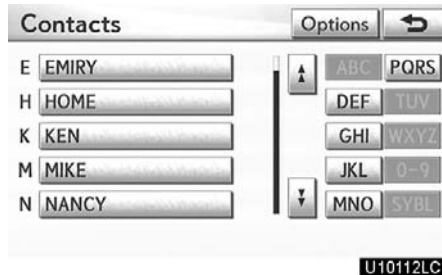 Contacts Options
E EMIRY ABC PQRS
H HOME DEF TUV
K KEN GHI WXYZ
M MIKE JKL 0-9
N NANCY MNO SYBL
U10112LC